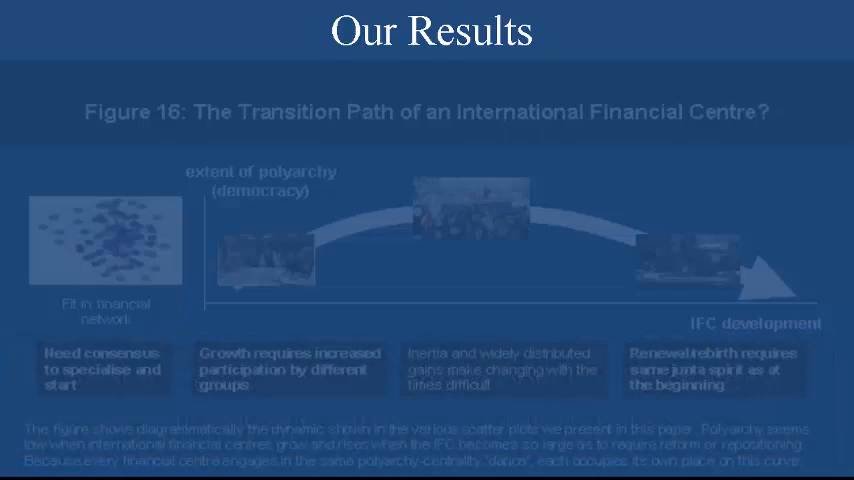 Our Results
Figure 16: The Transition Path of an International Financial Centre?
extent of polyarchy
(democracy)
Fit in financial
network
IFC development
Need consensus
to specialise and
start
Growth requires increased
participation by different
groups
Inertia and widely distributed
gains make changing with the
times difficult
Renewal/rebirth requires
same junta spirit as at
the beginning
The figure shows diagrammatically the dynamic shown in the various scatter plots we present in this paper. Polyarchy seems
low when international financial centres grow and rises when the IFC becomes so large as to require reform or repositioning.
Because every financial centre engages in the same polyarchy-centrality "dance", each occupies its own place on this curve.